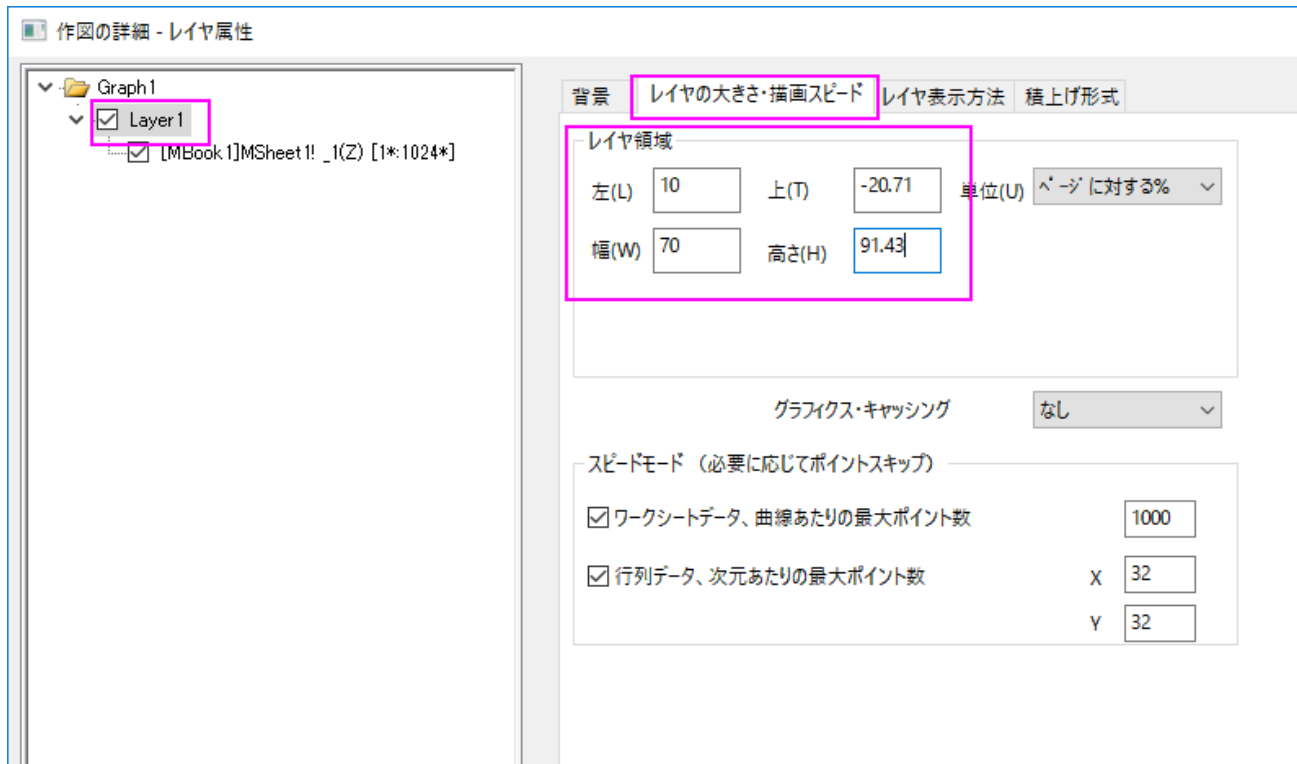 作図の詳細 - レイヤ属性
Graph1
Layer1
[MBook1]MSheet1! _1(Z) [1*:1024*]
背景 レイヤの大きさ・描画スピード レイヤ表示方法 積上げ形式
レイヤ領域
左(L) 10 上(T) -20.71 単位(U) ページに対する%
幅(W) 70 高さ(H) 91.43
グラフィクス・キャッシング なし
スピードモード（必要に応じてポイントスキップ）
ワークシートデータ、曲線あたりの最大ポイント数 1000
行列データ、次元あたりの最大ポイント数 X 32
Y 32